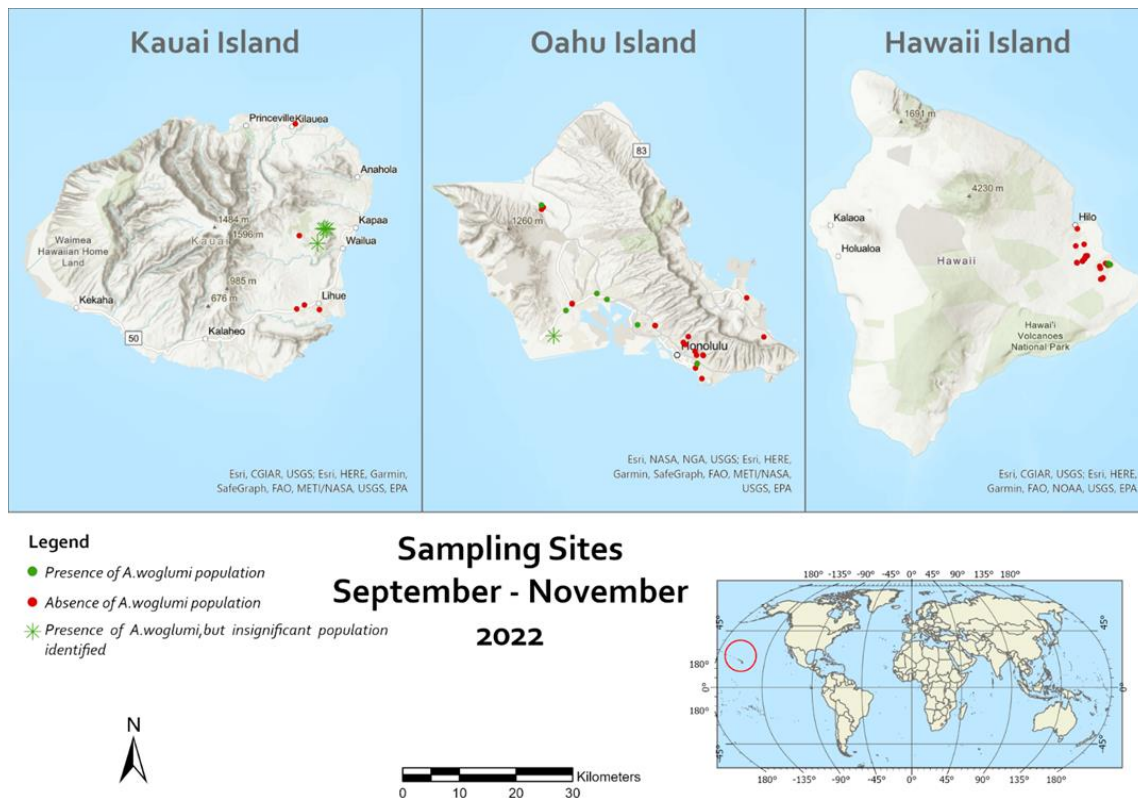 Kauai Island
Princeville
Kilauea
Anahola
1484 m
Kapaa
Kauai
1596 m
Wailua
Waimea
Hawaiian Home
Land
985 m
676 m
Lihue
Kekaha
Kalaheo
50
Esri, CGIAR, USGS; Esri, HERE, Garmin,
SafeGraph, FAO, METI/NASA, USGS, EPA
Oahu Island
83
1260 m
Honolulu
Esri, NASA, NGA, USGS; Esri, HERE,
Garmin, SafeGraph, FAO, METI/NASA,
USGS, EPA
Hawaii Island
1691 m
4230 m
Kalaoa
Hilo
Holualoa
Hawaii
Hawai'i
Volcanoes
National Park
Esri, CGIAR, USGS; Esri, HERE,
Garmin, FAO, NOAA, USGS, EPA
Legend
Presence of A.woglumi population
Absence of A.woglumi population
Presence of A.woglumi,but insignificant population
identified
Sampling Sites
September - November
2022
N
Kilometers
0 10 20 30
180° -135° -90° -45° 0° 45° 90° 135° 180°
45° 45°
180°
0° 0°
180°
-45° -45°
180° -135° -90° -45° 0° 45° 90° 135° 180°